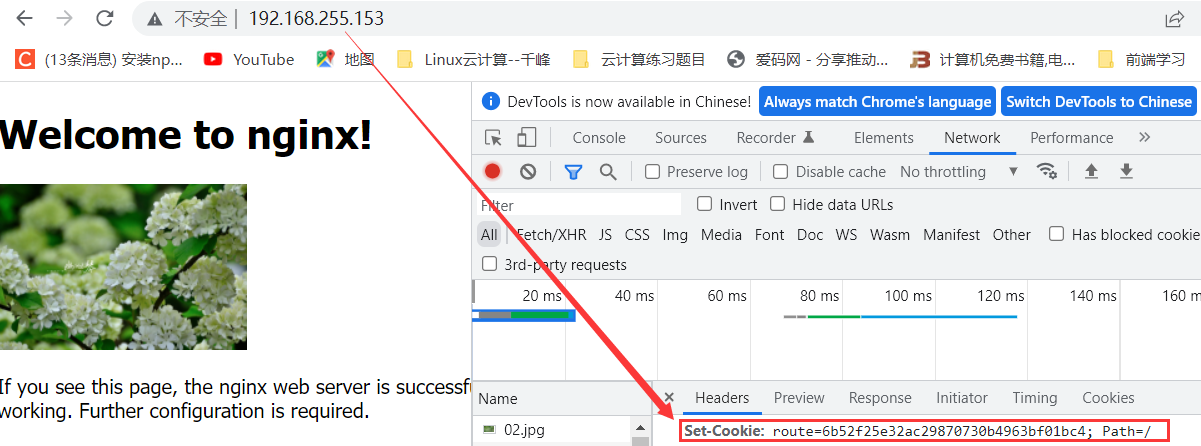 不安全 | 192.168.255.153
(13条消息) 安装np... YouTube 地图 Linux云计算--千峰 云计算练习题目 爱码网 - 分享推动... 计算机免费书籍,电... 前端学习
DevTools is now available in Chinese! Always match Chrome's language Switch DevTools to Chinese
Welcome to nginx!
Console Sources Recorder Elements Network Performance
Preserve log Disable cache No throttling
Filter Invert Hide data URLs
All Fetch/XHR JS CSS Img Media Font Doc WS Wasm Manifest Other Has blocked cookie
3rd-party requests
20 ms 40 ms 60 ms 80 ms 100 ms 120 ms 140 ms 160 m
If you see this page, the nginx web server is successfu
working. Further configuration is required.
Name Headers Preview Response Initiator Timing Cookies
02.jpg
Set-Cookie: route=6b52f25e32ac29870730b4963bf01bc4; Path=/